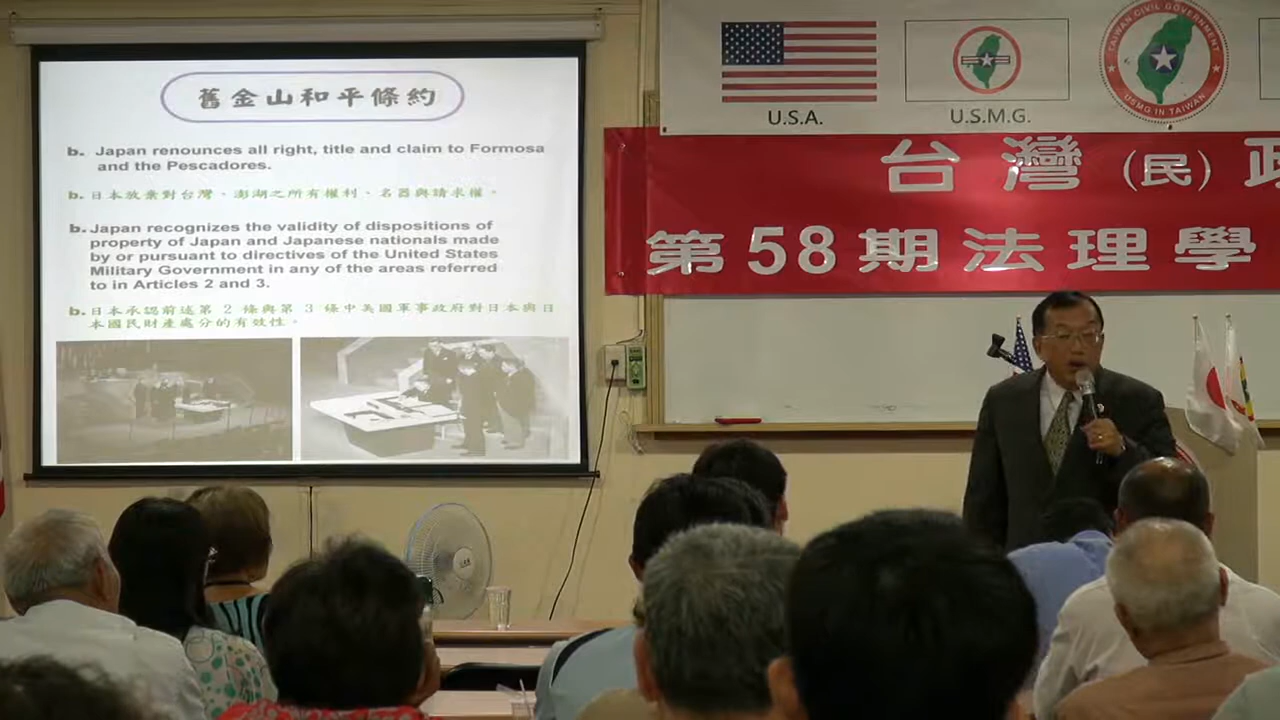 舊金山和平條約
b. Japan renounces all right, title and claim to Formosa
and the Pescadores.
b. 日本放棄對台灣、澎湖之所有權利、名器與請求權。
b. Japan recognizes the validity of dispositions of
property of Japan and Japanese nationals made
by or pursuant to directives of the United States
Military Government in any of the areas referred
to in Articles 2 and 3.
b. 日本承認前述第 2 條與第 3 條中美國軍事政府對日本與日
本國民財產處分的有效性。
U.S.A.
U.S.M.G.
TAIWAN CIVIL GOVERNMENT
USMG IN TAIWAN
台灣(民)政
第58期法理學